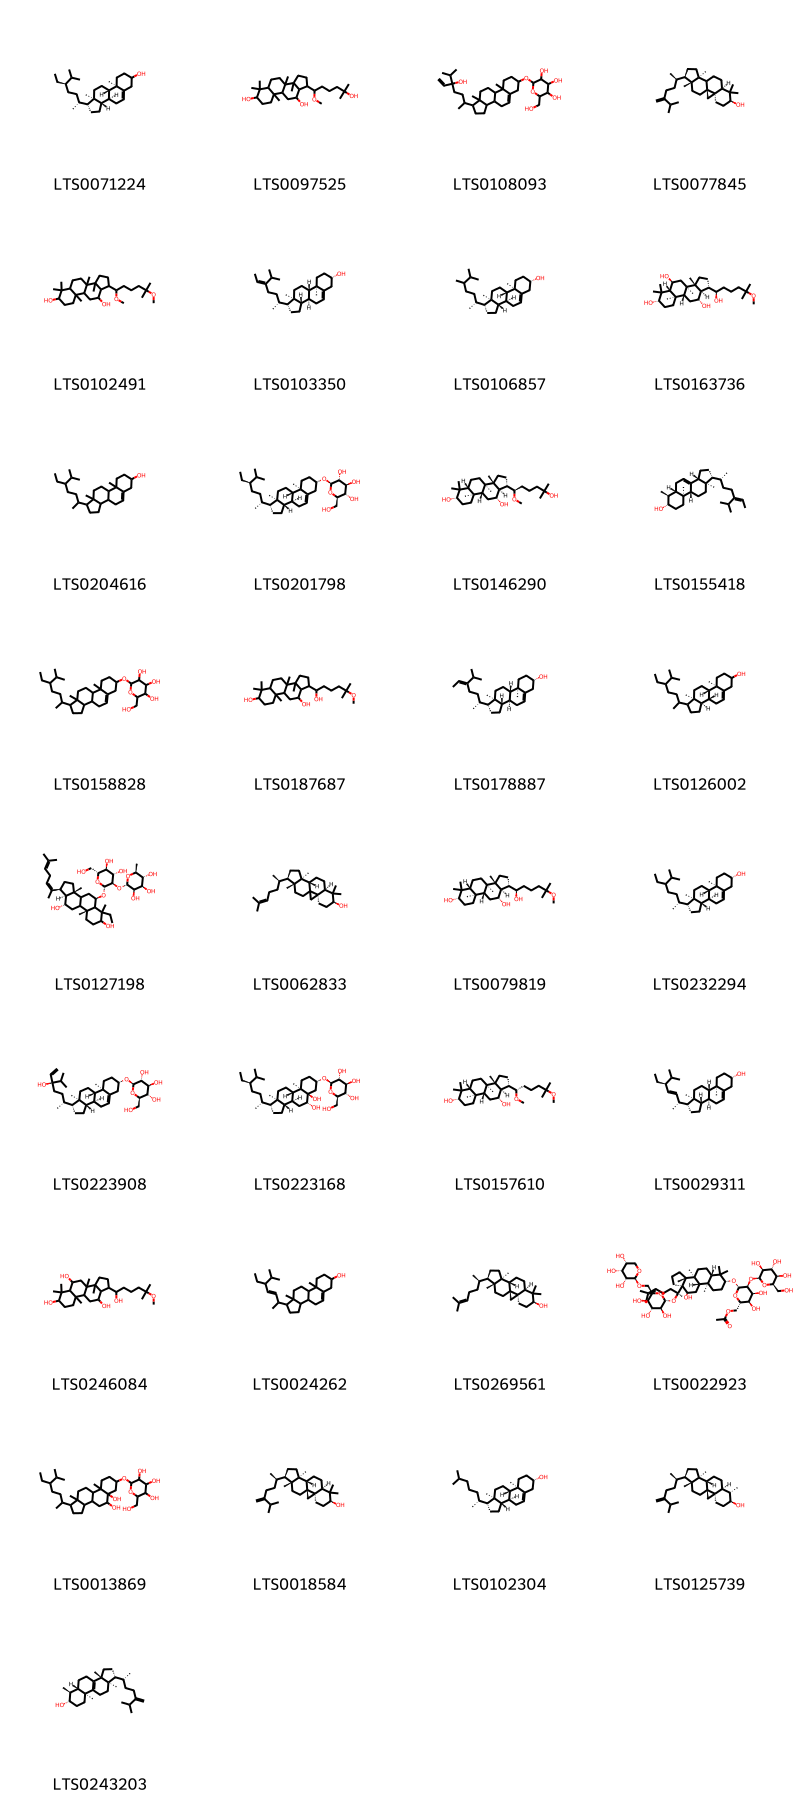 LTS0071224 LTS0097525 LTS0108093 LTS0077845
LTS0102491 LTS0103350 LTS0106857 LTS0163736
LTS0204616 LTS0201798 LTS0146290 LTS0155418
LTS0158828 LTS0187687 LTS0178887 LTS0126002
LTS0127198 LTS0062833 LTS0079819 LTS0232294
LTS0223908 LTS0223168 LTS0157610 LTS0029311
LTS0246084 LTS0024262 LTS0269561 LTS0022923
LTS0013869 LTS0018584 LTS0102304 LTS0125739
LTS0243203